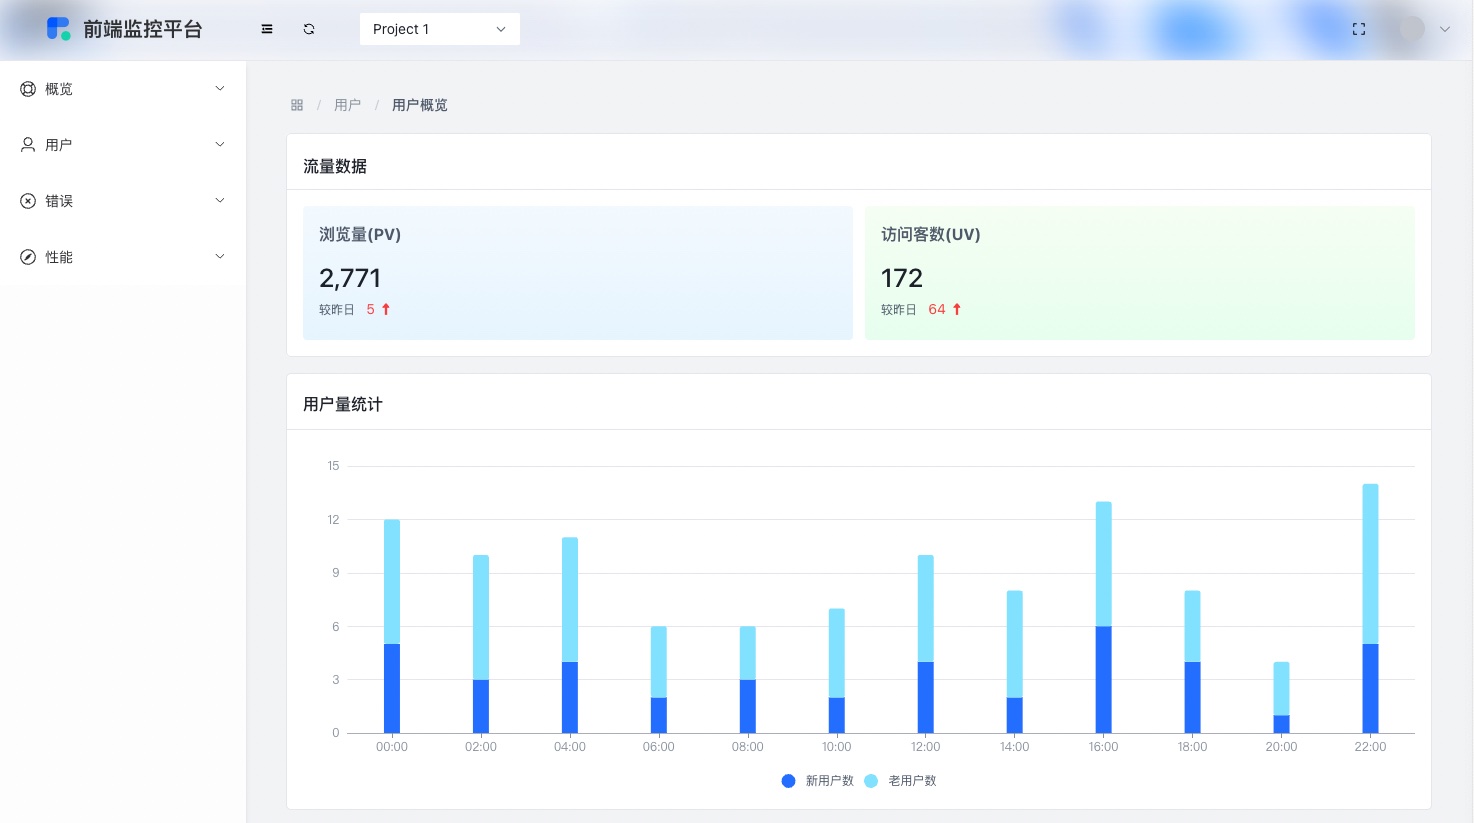 前端监控平台
Project 1
概览
用户
错误
性能
/ 用户 / 用户概览
流量数据
浏览量(PV)
2,771
较昨日 5
访问客数(UV)
172
较昨日 64
用户量统计
15
12
9
6
3
0
00:00 02:00 04:00 06:00 08:00 10:00 12:00 14:00 16:00 18:00 20:00 22:00
新用户数 老用户数